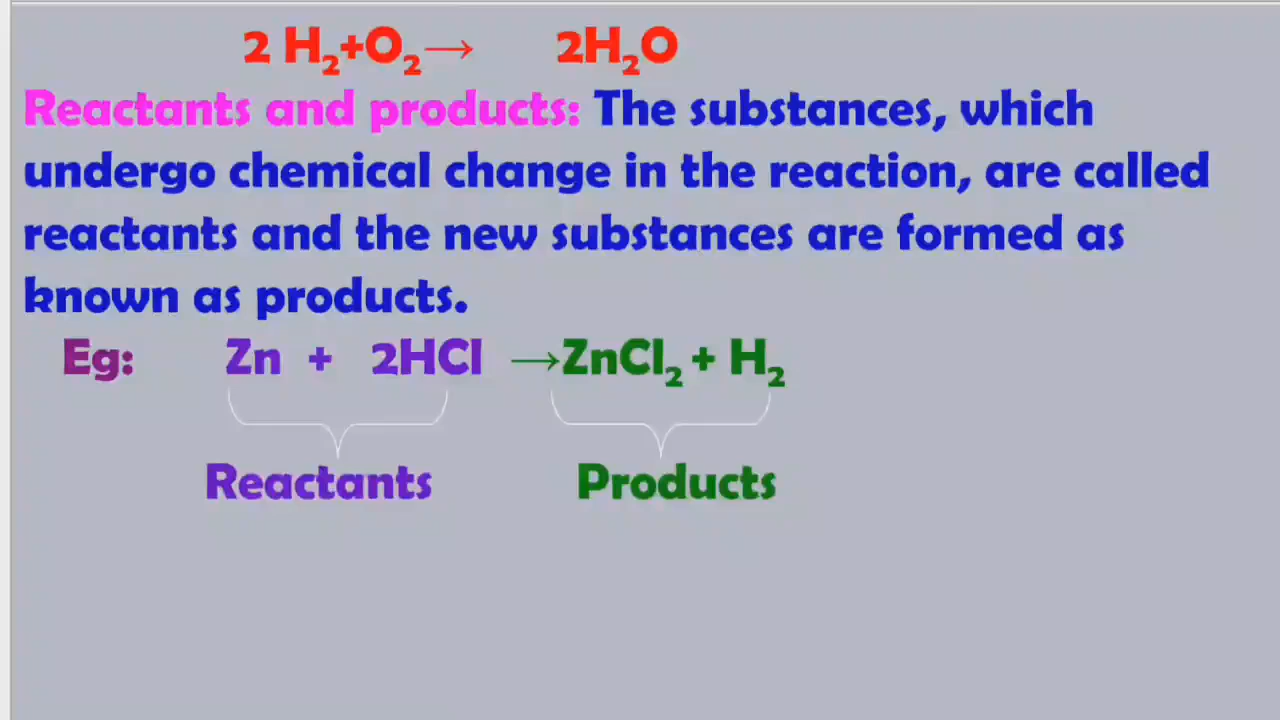 2 H₂+O₂→ 2H₂O
Reactants and products: The substances, which
undergo chemical change in the reaction, are called
reactants and the new substances are formed as
known as products.
Eg: Zn + 2HCl →ZnCl₂ + H₂
Reactants Products